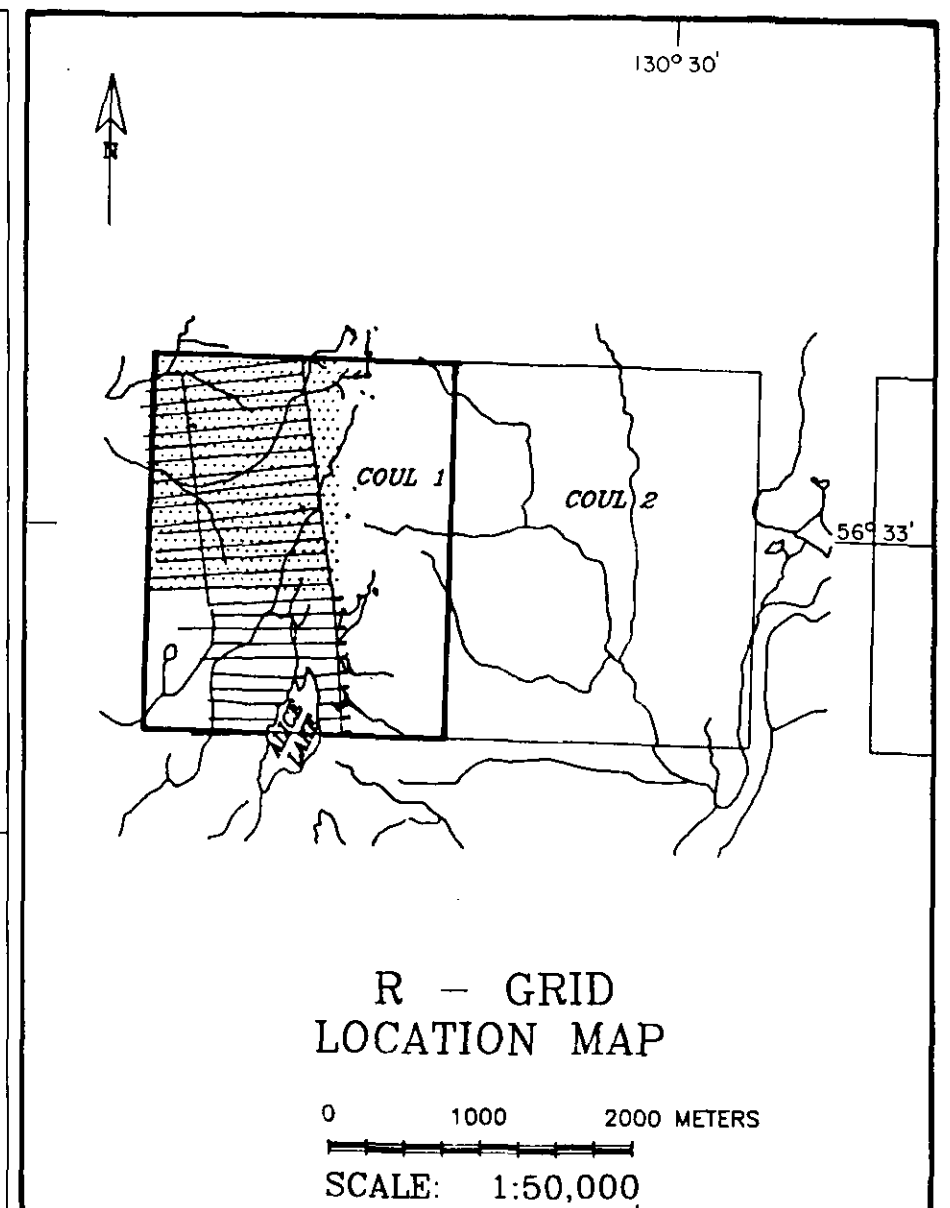 130° 30'
N
COUL 1
COUL 2
56° 33'
LAKE
R – GRID
LOCATION MAP
0 1000 2000 METERS
SCALE: 1:50,000